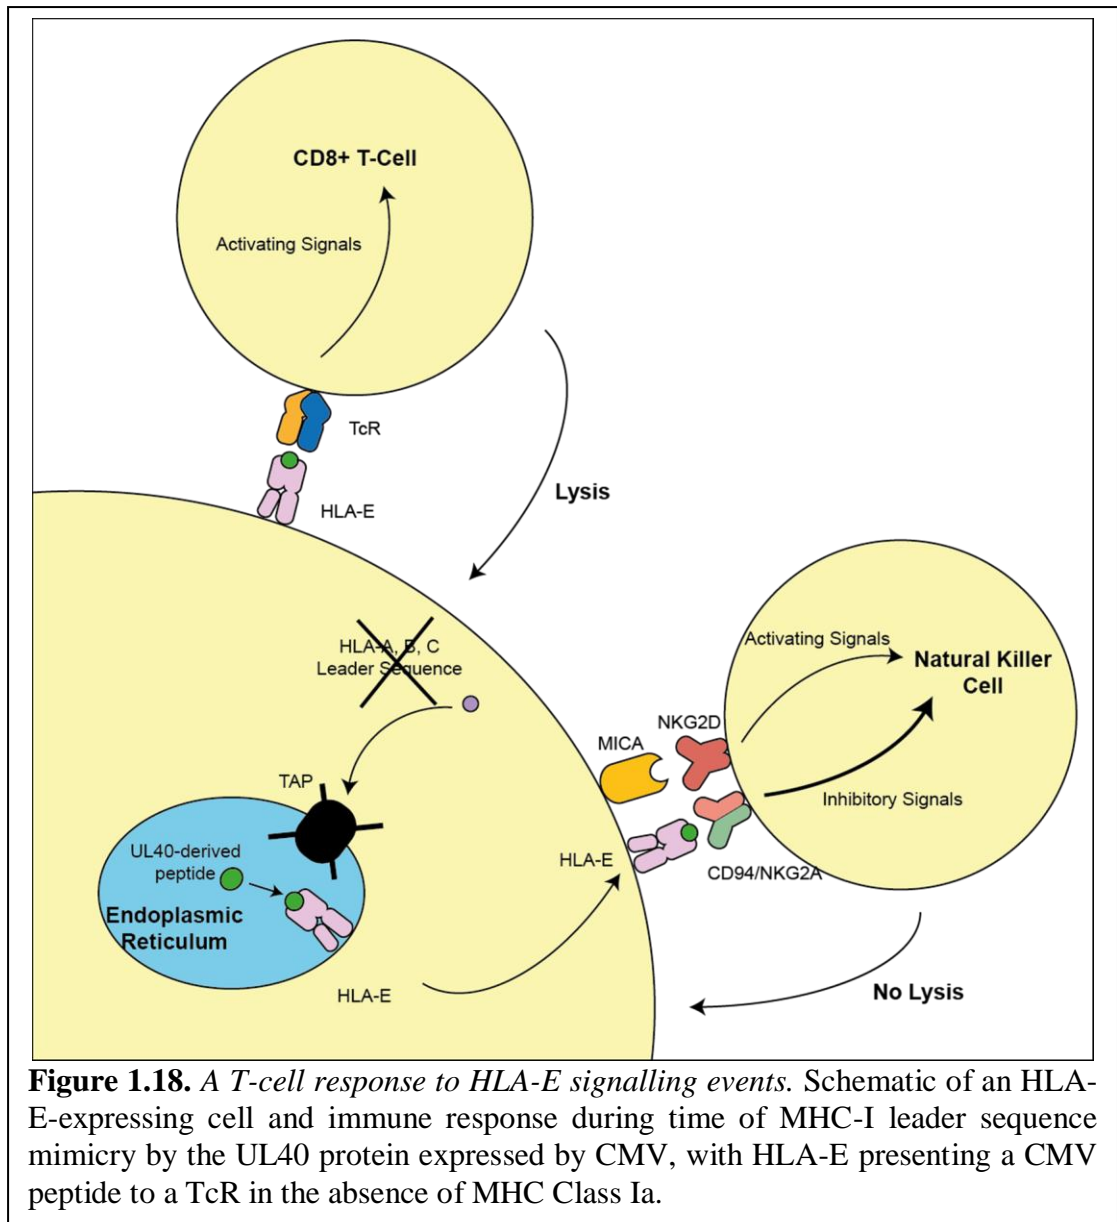 CD8+ T-Cell
Activating Signals
TcR
HLA-E
Lysis
HLA-A, B, C
Leader Sequence
Activating Signals
Natural Killer
Cell
NKG2D
MICA
Inhibitory Signals
TAP
UL40-derived
peptide
HLA-E
CD94/NKG2A
Endoplasmic
Reticulum
HLA-E
No Lysis
Figure 1.18. A T-cell response to HLA-E signalling events. Schematic of an HLA-
E-expressing cell and immune response during time of MHC-I leader sequence
mimicry by the UL40 protein expressed by CMV, with HLA-E presenting a CMV
peptide to a TcR in the absence of MHC Class Ia.